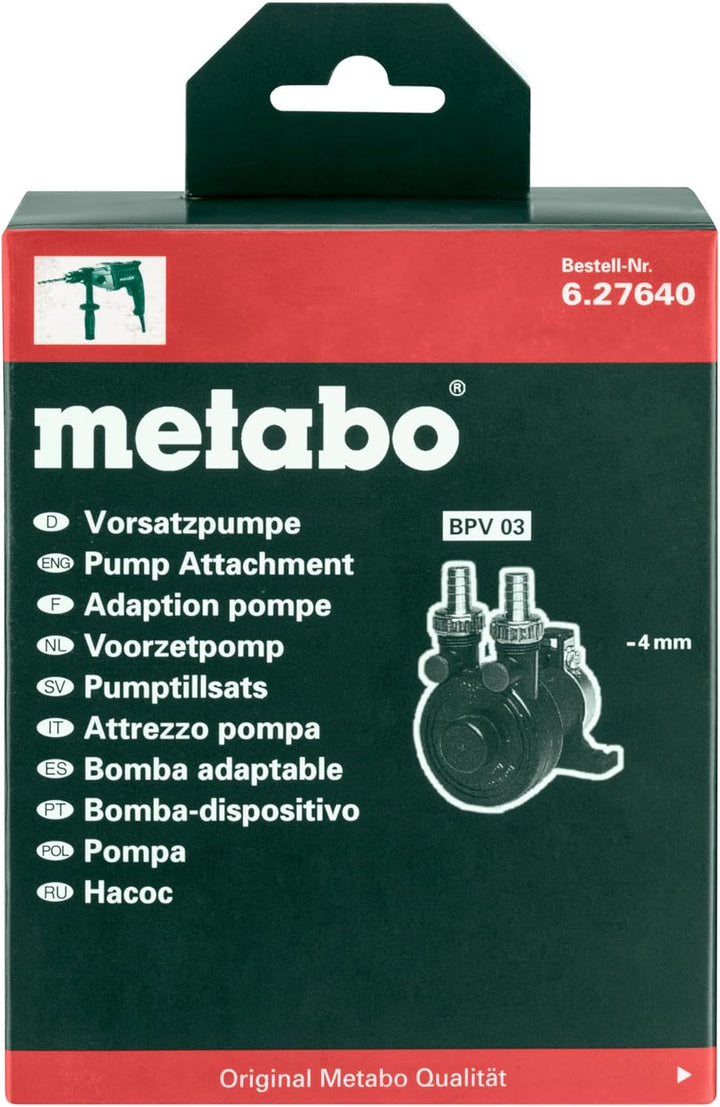 Bestell-Nr.
6.27640
metabo®
D Vorsatzpumpe
ENG Pump Attachment
F Adaption pompe
NL Voorzetpomp
SV Pumptillsats
IT Attrezzo pompa
ES Bomba adaptable
PT Bomba-dispositivo
POL Pompa
RU Насос
BPV 03
-4 mm
Original Metabo Qualität